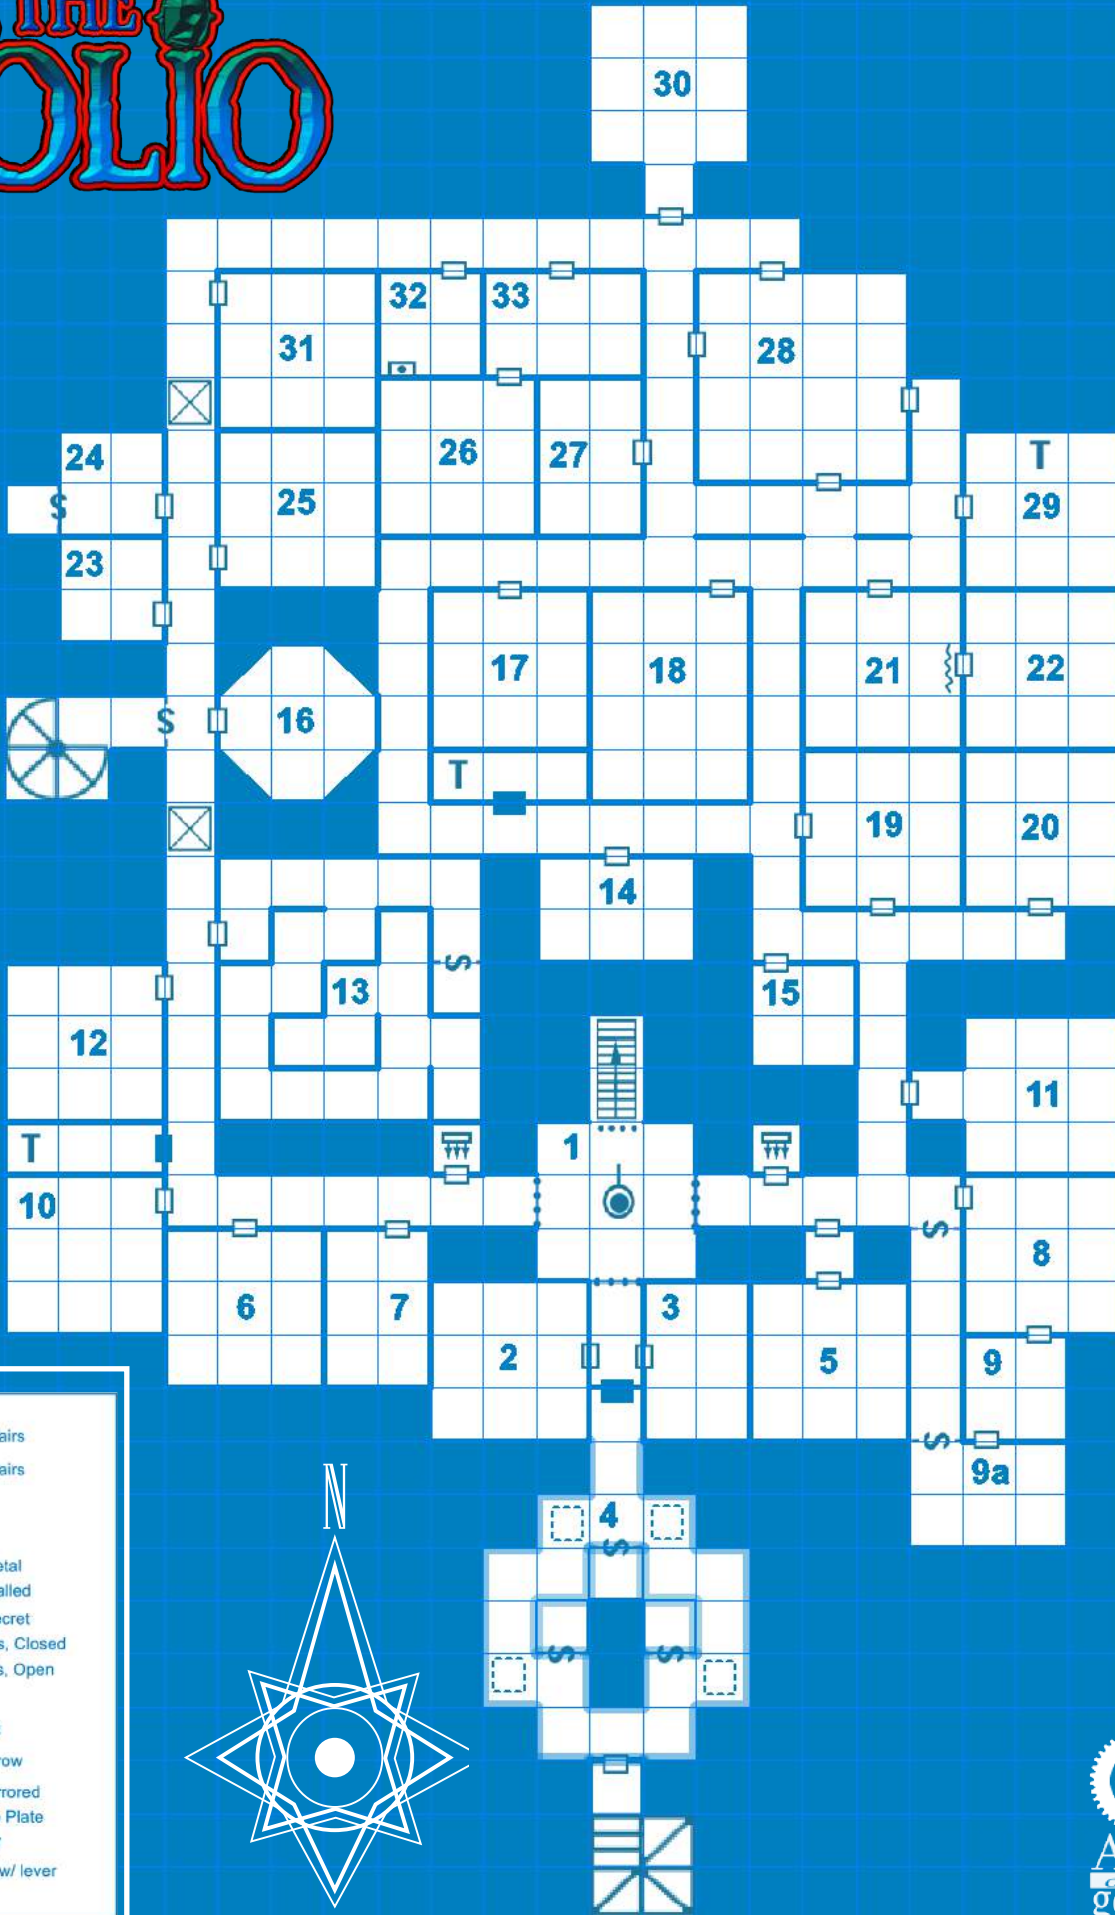 THE
OLIO
30
32 33
31
28
24
26 27
T
S
25
29
23
17 18
21 22
S
16
T
19 20
14
S
13
15
12
11
T
1
10
S
8
6 7
3
2
5
9
S
9a
airs
airs
N
4
S
etal
alled
ecret
s, Closed
s, Open
S S
row
rrored
Plate
w/ lever
A
g